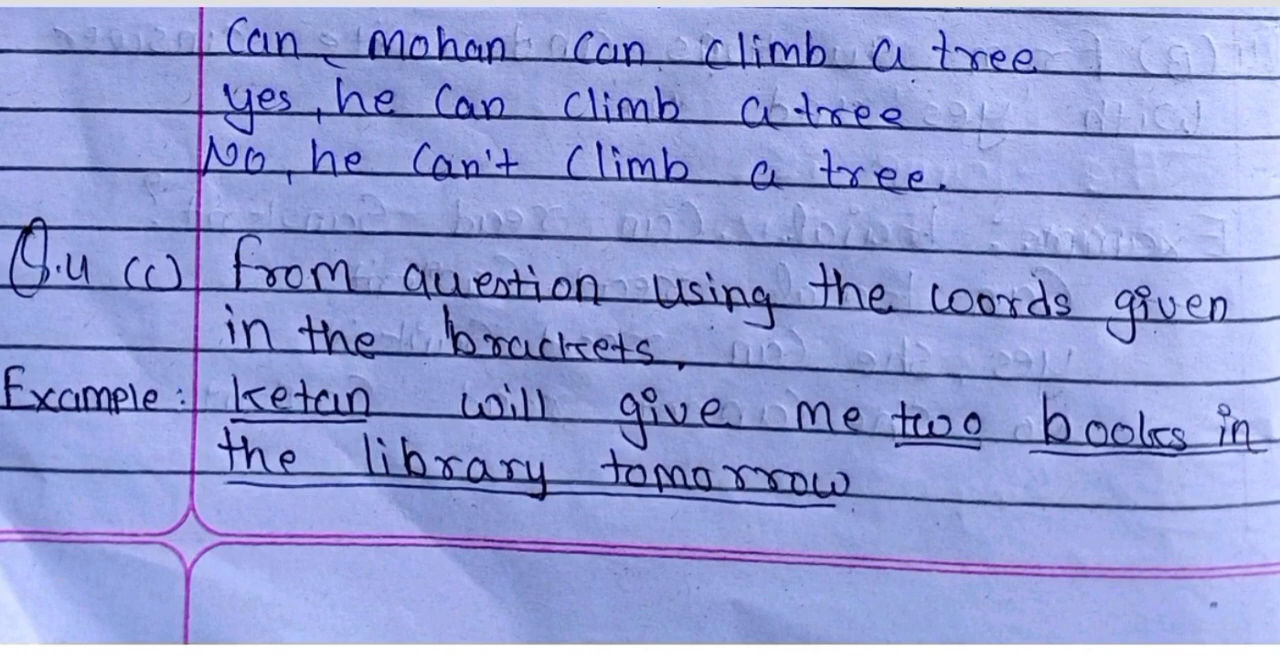 Can mohan can climb a tree
yes, he can climb a tree
No, he can't climb a tree.
Q.4 (c) from question using the words given
in the brackets,
Example: ketan will give me two books in
the library tomorrow